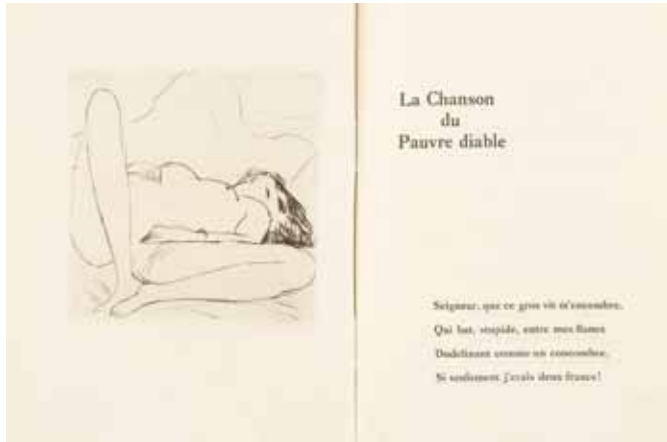 La Chanson
du
Pauvre diable
Seigneur, que ce gros vit m'encombre,
Qui bat, stupide, entre mes flancs
Dodelinant comme un concombre,
Si seulement j'avais deux francs!